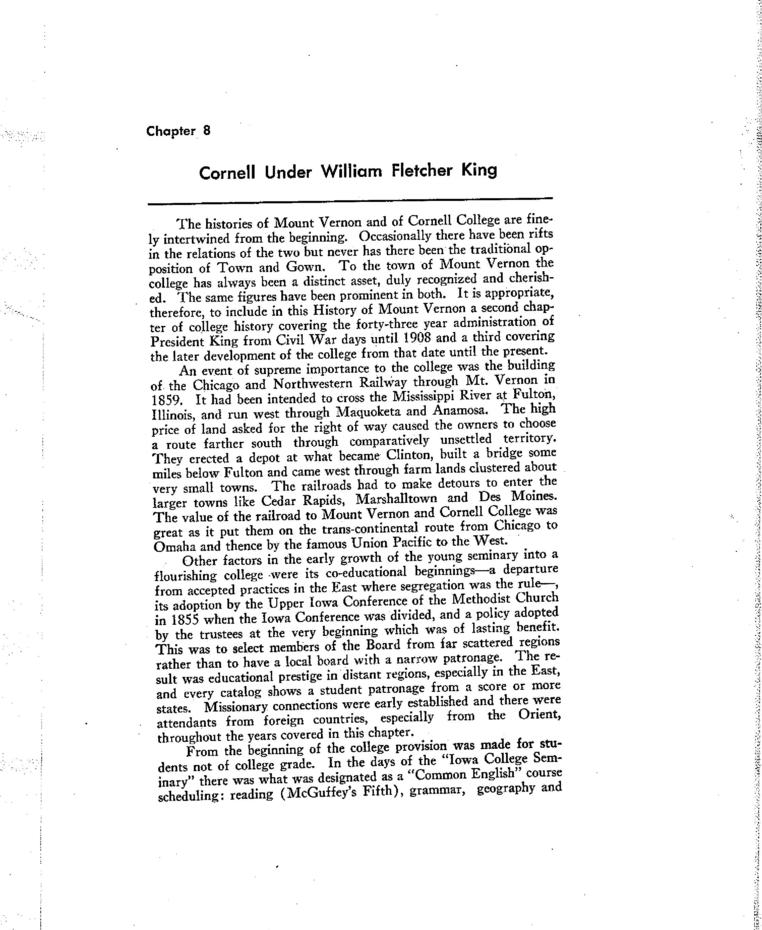 Chapter 8
Cornell Under William Fletcher King
The histories of Mount Vernon and of Cornell College are fine-
ly intertwined from the beginning. Occasionally there have been rifts
in the relations of the two but never has there been the traditional op-
position of Town and Gown. To the town of Mount Vernon the
college has always been a distinct asset, duly recognized and cherish-
ed. The same figures have been prominent in both. It is appropriate,
therefore, to include in this History of Mount Vernon a second chap-
ter of college history covering the forty-three year administration of
President King from Civil War days until 1908 and a third covering
the later development of the college from that date until the present.
An event of supreme importance to the college was the building
of the Chicago and Northwestern Railway through Mt. Vernon in
1859. It had been intended to cross the Mississippi River at Fulton,
Illinois, and run west through Maquoketa and Anamosa. The high
price of land asked for the right of way caused the owners to choose
a route farther south through comparatively unsettled territory.
They erected a depot at what became Clinton, built a bridge some
miles below Fulton and came west through farm lands clustered about
very small towns. The railroads had to make detours to enter the
larger towns like Cedar Rapids, Marshalltown and Des Moines.
The value of the railroad to Mount Vernon and Cornell College was
great as it put them on the trans-continental route from Chicago to
Omaha and thence by the famous Union Pacific to the West.
Other factors in the early growth of the young seminary into a
flourishing college were its co-educational beginnings—a departure
from accepted practices in the East where segregation was the rule—,
its adoption by the Upper Iowa Conference of the Methodist Church
in 1855 when the Iowa Conference was divided, and a policy adopted
by the trustees at the very beginning which was of lasting benefit.
This was to select members of the Board from far scattered regions
rather than to have a local board with a narrow patronage. The re-
sult was educational prestige in distant regions, especially in the East,
and every catalog shows a student patronage from a score or more
states. Missionary connections were early established and there were
attendants from foreign countries, especially from the Orient,
throughout the years covered in this chapter.
From the beginning of the college provision was made for stu-
dents not of college grade. In the days of the "Iowa College Sem-
inary" there was what was designated as a "Common English" course
scheduling: reading (McGuffey's Fifth), grammar, geography and